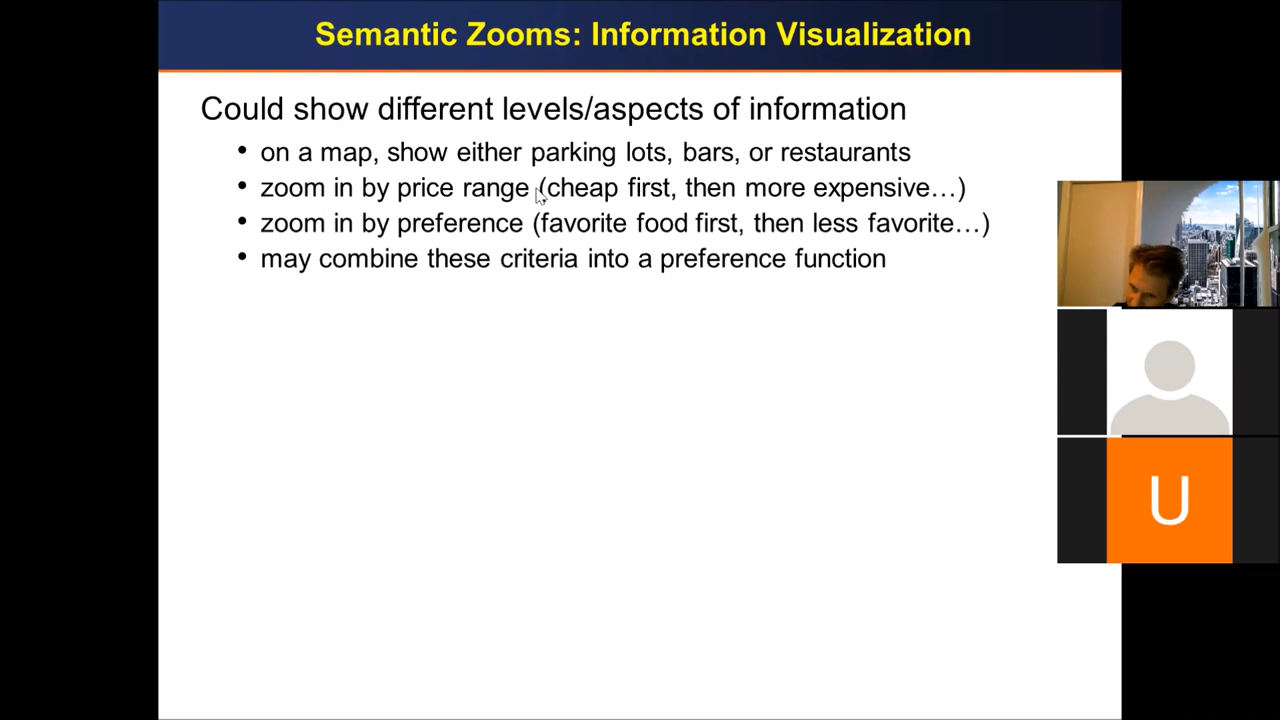 Semantic Zooms: Information Visualization
Could show different levels/aspects of information
• on a map, show either parking lots, bars, or restaurants
• zoom in by price range (cheap first, then more expensive…)
• zoom in by preference (favorite food first, then less favorite…)
• may combine these criteria into a preference function
U